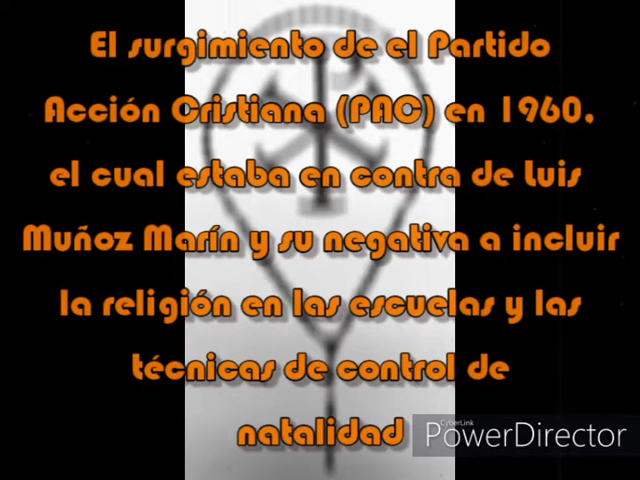 El surgimiento de el Partido
Acción Cristiana (PAC) en 1960,
el cual estaba en contra de Luis
Muñoz Marín y su negativa a incluir
la religión en las escuelas y las
técnicas de control de
natalidad
CyberLink
PowerDirector